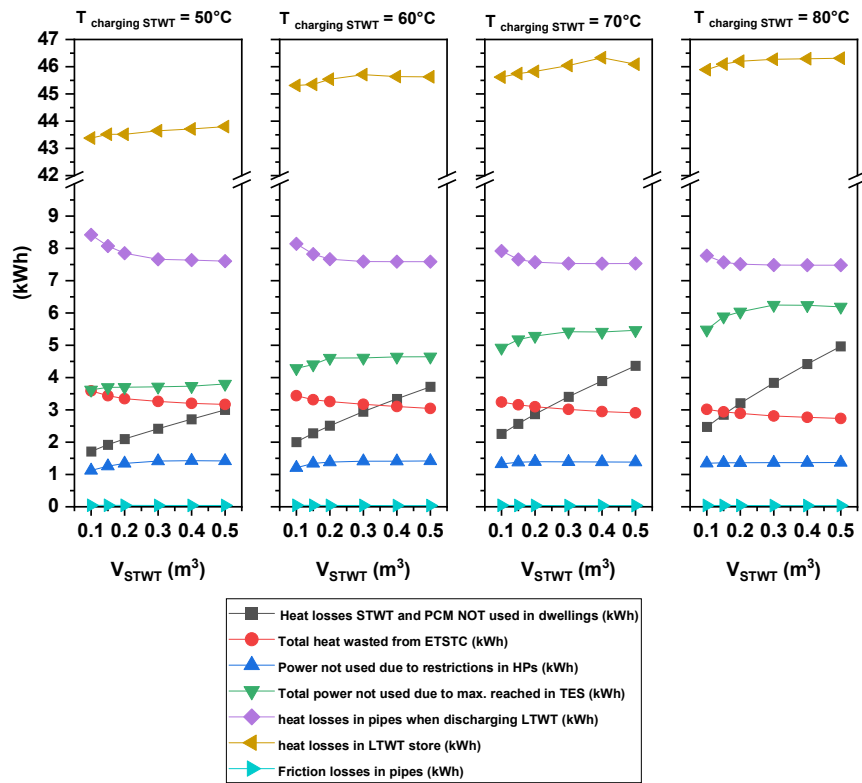 T charging STWT = 50°C
T charging STWT = 60°C
T charging STWT = 70°C
T charging STWT = 80°C
47
46
45
44
43
42
9
8
7
6
5
4
3
2
1
0
(kWh)
0.1 0.2 0.3 0.4 0.5
0.1 0.2 0.3 0.4 0.5
0.1 0.2 0.3 0.4 0.5
0.1 0.2 0.3 0.4 0.5
V STWT (m³)
V STWT (m³)
V STWT (m³)
V STWT (m³)
Heat losses STWT and PCM NOT used in dwellings (kWh)
Total heat wasted from ETSTC (kWh)
Power not used due to restrictions in HPs (kWh)
Total power not used due to max. reached in TES (kWh)
heat losses in pipes when discharging LTWT (kWh)
heat losses in LTWT store (kWh)
Friction losses in pipes (kWh)